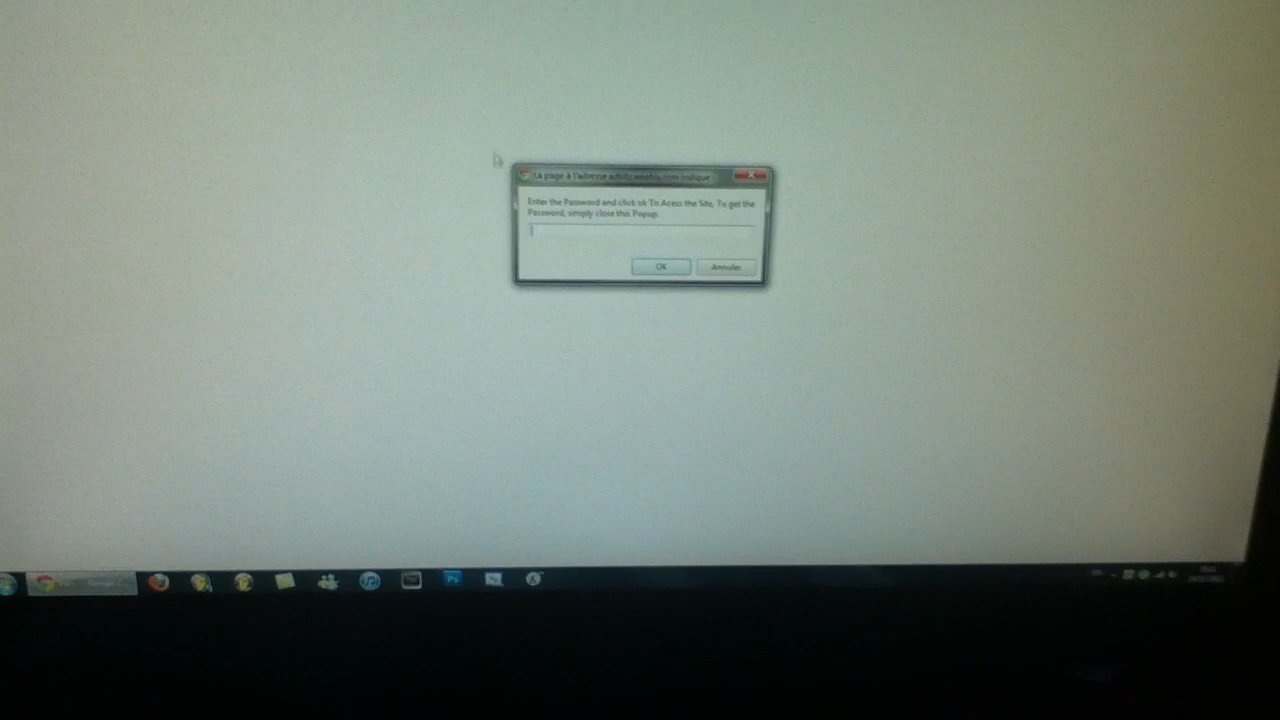 La page à l'adresse indique
Enter the Password and click ok To Acess the Site, To get the
Password, simply close this Popup.
OK
Annuler
Ps